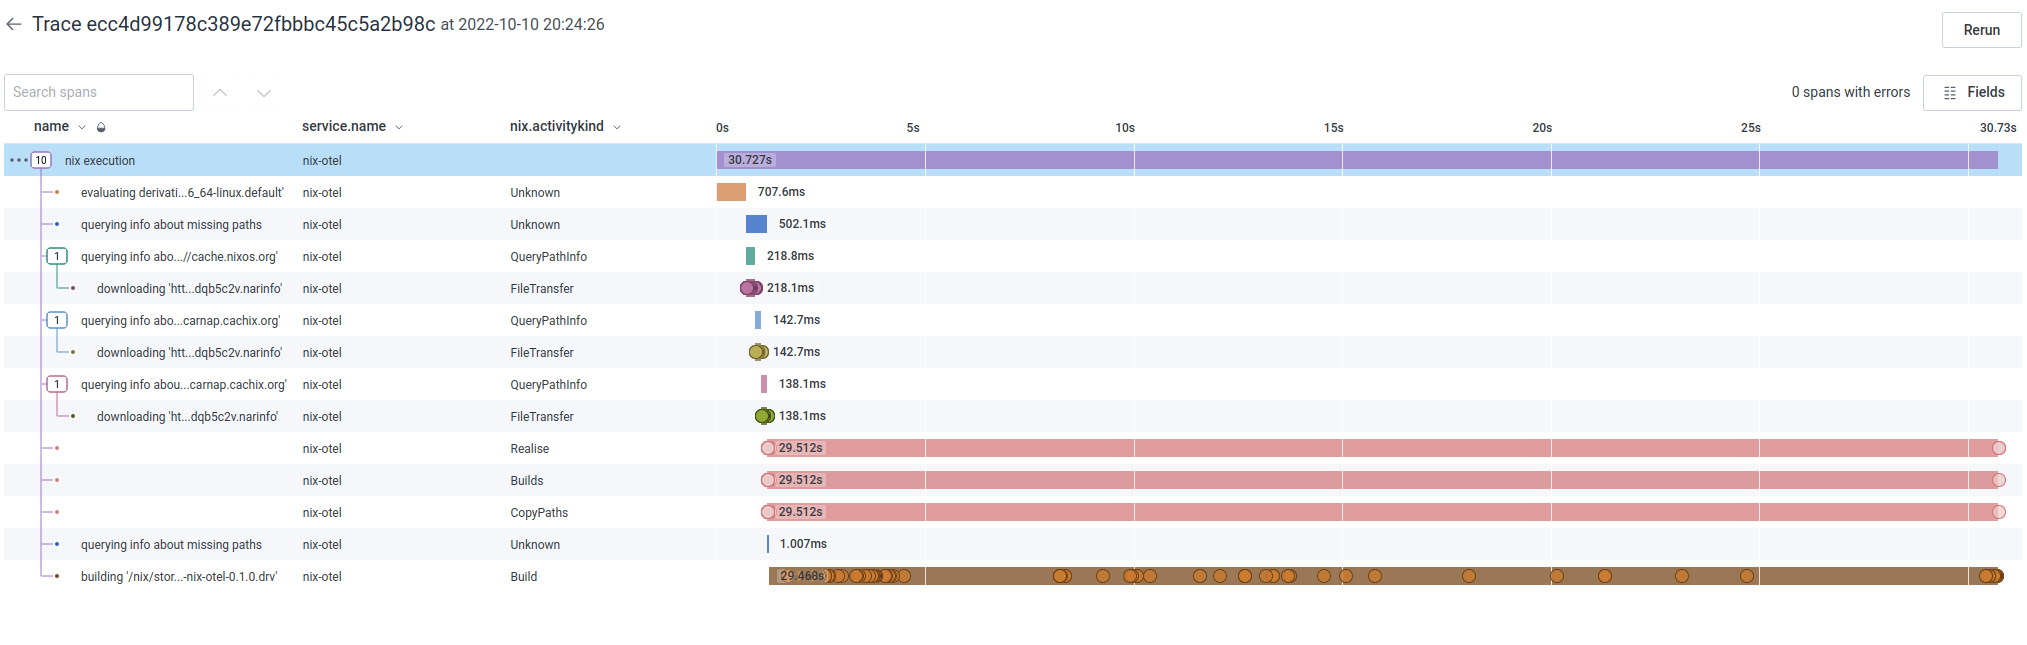 Trace ecc4d99178c389e72fbbbc45c5a2b98c at 2022-10-10 20:24:26
Rerun
Search spans
0 spans with errors
Fields
name service.name nix.activitykind 0s 5s 10s 15s 20s 25s 30.73s
10 nix execution nix-otel 30.727s
evaluating derivati...6_64-linux.default' nix-otel Unknown 707.6ms
querying info about missing paths nix-otel Unknown 502.1ms
1 querying info abo...//cache.nixos.org' nix-otel QueryPathInfo 218.8ms
downloading 'htt...dqb5c2v.narinfo' nix-otel FileTransfer 218.1ms
1 querying info abo...carnap.cachix.org' nix-otel QueryPathInfo 142.7ms
downloading 'htt...dqb5c2v.narinfo' nix-otel FileTransfer 142.7ms
1 querying info abou...carnap.cachix.org' nix-otel QueryPathInfo 138.1ms
downloading 'ht...dqb5c2v.narinfo' nix-otel FileTransfer 138.1ms
nix-otel Realise 29.512s
nix-otel Builds 29.512s
nix-otel CopyPaths 29.512s
querying info about missing paths nix-otel Unknown 1.007ms
building '/nix/stor...-nix-otel-0.1.0.drv' nix-otel Build 29.468s